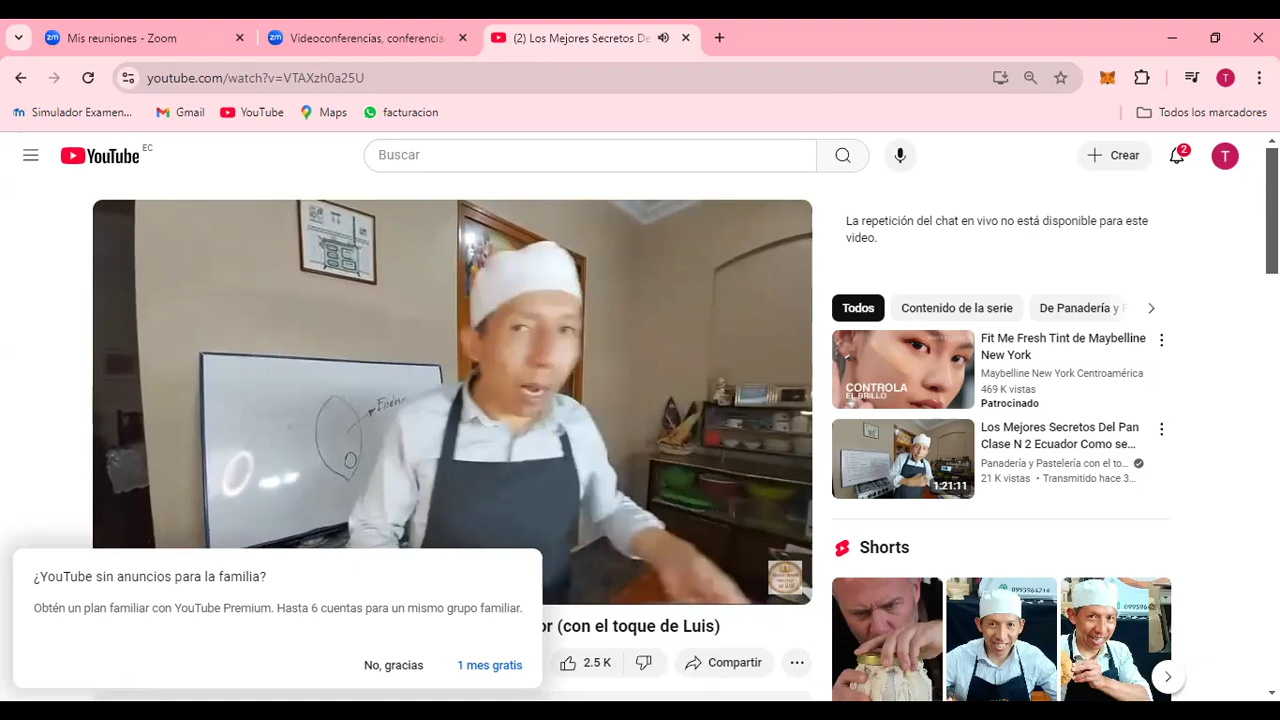 Mis reuniones - Zoom
Videoconferencias, conferencia
(2) Los Mejores Secretos De
youtube.com/watch?v=VTAXzh0a25U
T
Simulador Examen...
Gmail
YouTube
Maps
facturacion
Todos los marcadores
YouTube EC
Buscar
Crear
2
T
La repetición del chat en vivo no está disponible para este
video.
Todos
Contenido de la serie
De Panadería y
Fit Me Fresh Tint de Maybelline
New York
Maybelline New York Centroamérica
469 K vistas
Patrocinado
CONTROLA
EL BRILLO
Los Mejores Secretos Del Pan
Clase N 2 Ecuador Como se...
Panadería y Pastelería con el to...
21 K vistas • Transmitido hace 3...
1:21:11
Shorts
0995964214
¿YouTube sin anuncios para la familia?
Obtén un plan familiar con YouTube Premium. Hasta 6 cuentas para un mismo grupo familiar.
No, gracias
1 mes gratis
or (con el toque de Luis)
2.5 K
Compartir